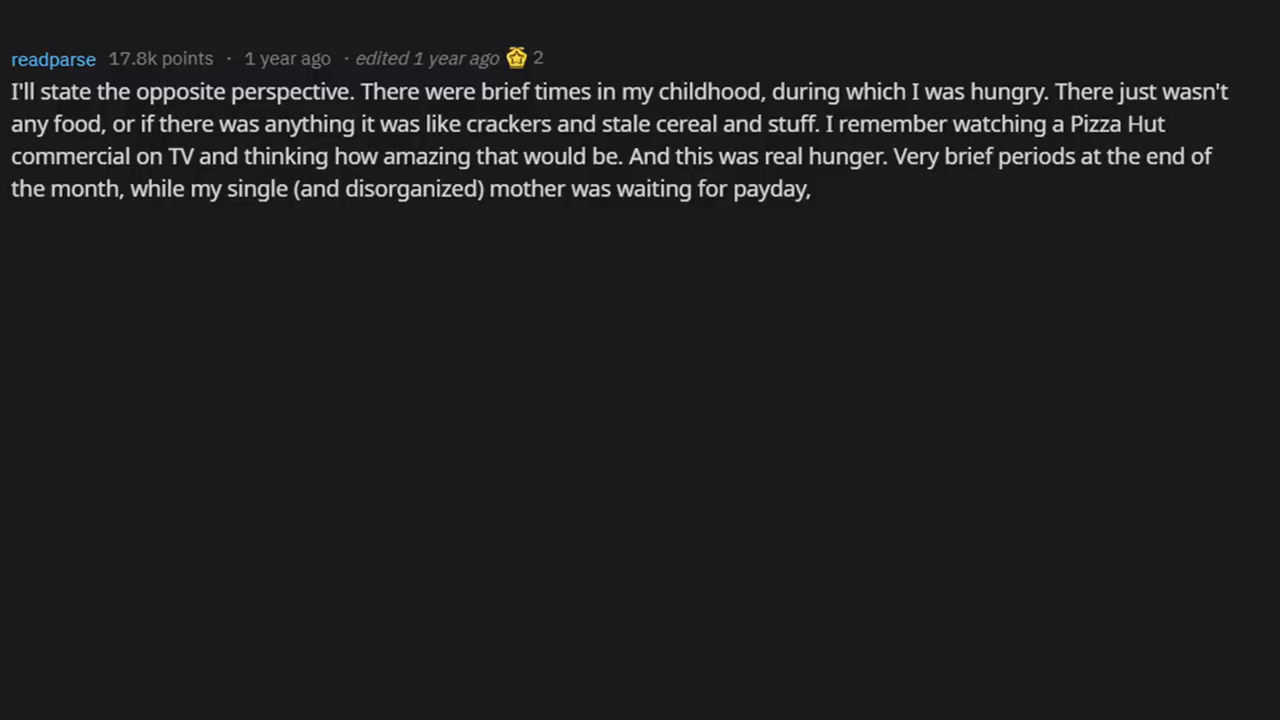 readparse 17.8k points · 1 year ago · edited 1 year ago 2
I'll state the opposite perspective. There were brief times in my childhood, during which I was hungry. There just wasn't
any food, or if there was anything it was like crackers and stale cereal and stuff. I remember watching a Pizza Hut
commercial on TV and thinking how amazing that would be. And this was real hunger. Very brief periods at the end of
the month, while my single (and disorganized) mother was waiting for payday,